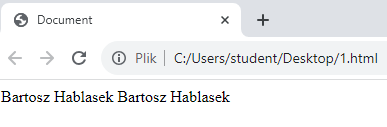 Document
Plik C:/Users/student/Desktop/1.html
Bartosz Hablasek Bartosz Hablasek